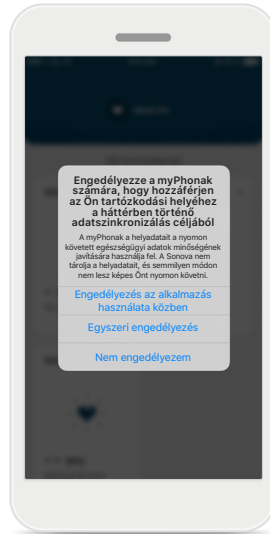 HEALTH
Engedélyezze a myPhonak
számára, hogy hozzáférjen
az Ön tartózkodási helyéhez
a háttérben történő
adatszinkronizálás céljából
A myPhonak a helyadatait a nyomon
követett egészségügyi adatok minőségének
javítására használja fel. A Sonova nem
tárolja a helyadatait, és semmilyen módon
nem lesz képes Önt nyomon követni.
Engedélyezés az alkalmazás
használata közben
Egyszeri engedélyezés
Nem engedélyezem